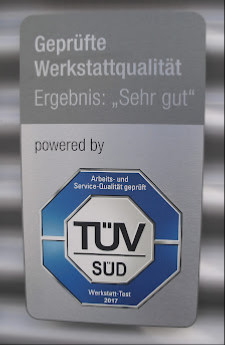 Geprüfte
Werkstattqualität
Ergebnis: „Sehr gut“
powered by
Arbeits- und
Service-Qualität geprüft
TÜV
SÜD
Werkstatt-Test
2017